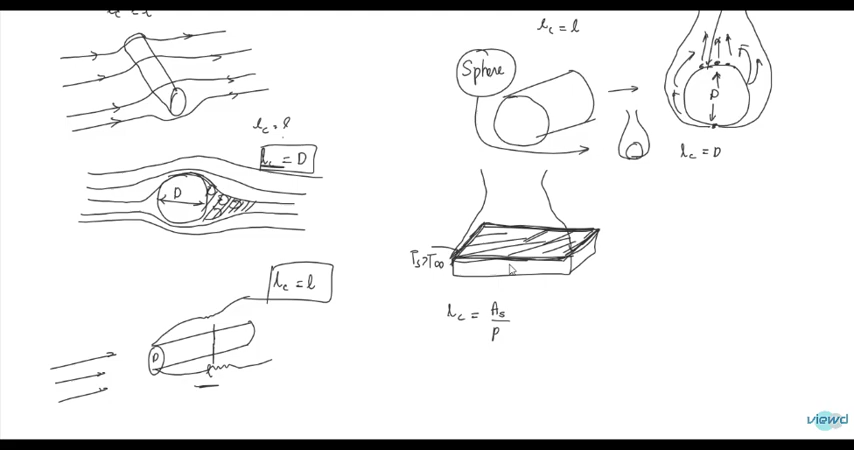 lc = l
D
lc = D
D
lc = l
lc = l
Sphere
D
lc = D
Ts>T∞
lc = As
P
viewd